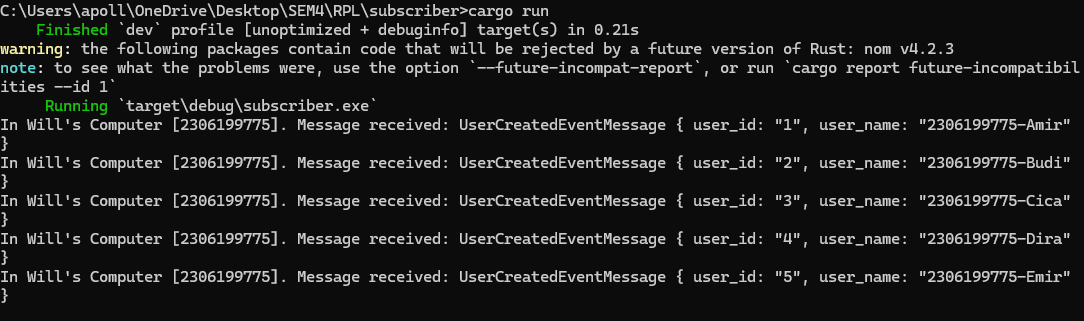 C:\Users\apoll\OneDrive\Desktop\SEM4\RPL\subscriber>cargo run
    Finished `dev` profile [unoptimized + debuginfo] target(s) in 0.21s
warning: the following packages contain code that will be rejected by a future version of Rust: nom v4.2.3
note: to see what the problems were, use the option `--future-incompat-report`, or run `cargo report future-incompatibil
ities --id 1`
     Running `target\debug\subscriber.exe`
In Will's Computer [2306199775]. Message received: UserCreatedEventMessage { user_id: "1", user_name: "2306199775-Amir"
}
In Will's Computer [2306199775]. Message received: UserCreatedEventMessage { user_id: "2", user_name: "2306199775-Budi"
}
In Will's Computer [2306199775]. Message received: UserCreatedEventMessage { user_id: "3", user_name: "2306199775-Cica"
}
In Will's Computer [2306199775]. Message received: UserCreatedEventMessage { user_id: "4", user_name: "2306199775-Dira"
}
In Will's Computer [2306199775]. Message received: UserCreatedEventMessage { user_id: "5", user_name: "2306199775-Emir"
}